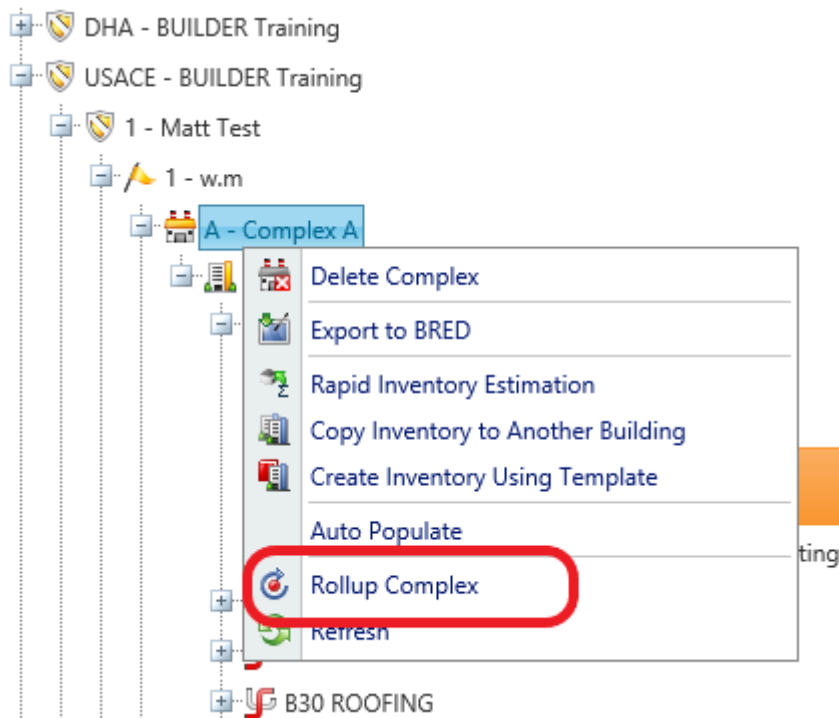 DHA - BUILDER Training
USACE - BUILDER Training
1 - Matt Test
1 - w.m
A - Complex A
Delete Complex
Export to BRED
Rapid Inventory Estimation
Copy Inventory to Another Building
Create Inventory Using Template
Auto Populate
ting
Rollup Complex
Refresh
B30 ROOFING